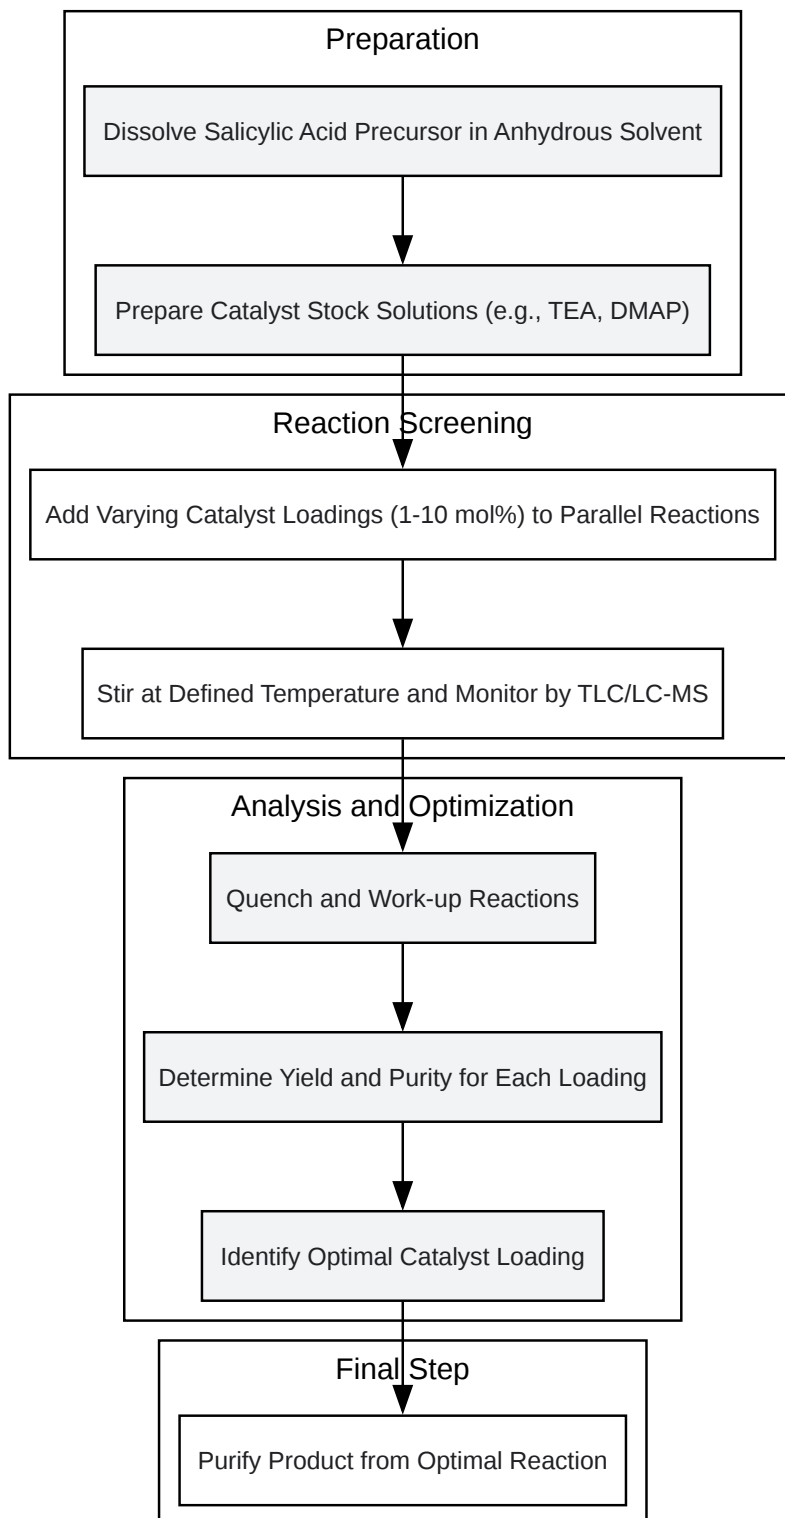 Preparation
Dissolve Salicylic Acid Precursor in Anhydrous Solvent
Prepare Catalyst Stock Solutions (e.g., TEA, DMAP)
Reaction Screening
Add Varying Catalyst Loadings (1-10 mol%) to Parallel Reactions
Stir at Defined Temperature and Monitor by TLC/LC-MS
Analysis and Optimization
Quench and Work-up Reactions
Determine Yield and Purity for Each Loading
Identify Optimal Catalyst Loading
Final Step
Purify Product from Optimal Reaction